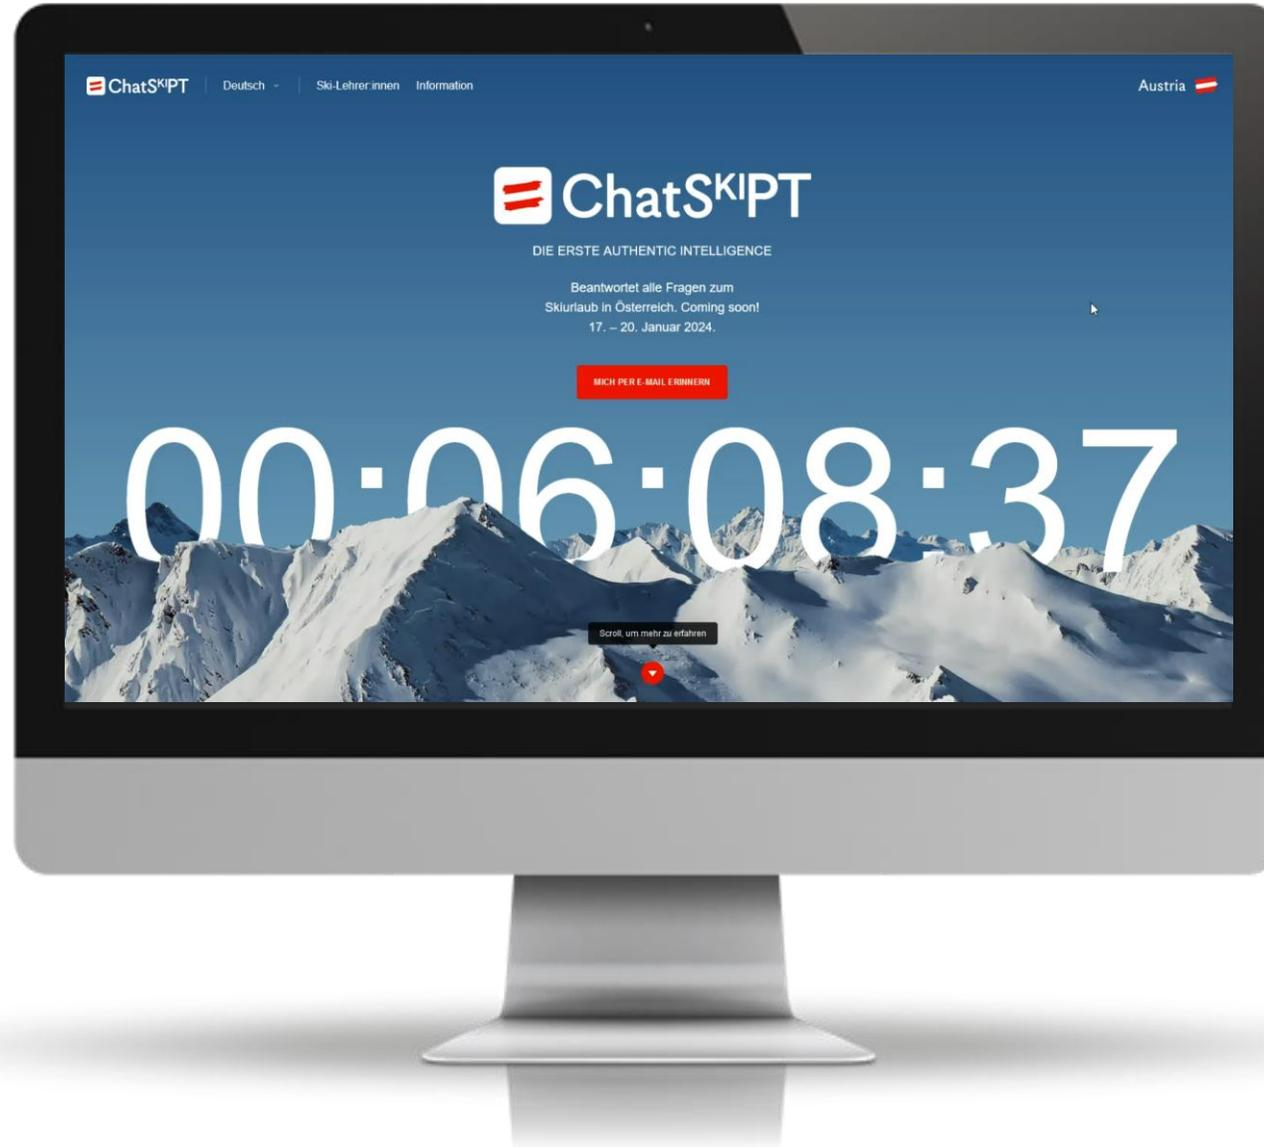 ChatSKIPT Deutsch Ski-Lehrer:innen Information Austria
ChatSKIPT
DIE ERSTE AUTHENTIC INTELLIGENCE
Beantwortet alle Fragen zum
Skiurlaub in Österreich. Coming soon!
17. – 20. Januar 2024.
MICH PER E-MAIL ERINNERN
00:06:08:37
Scroll, um mehr zu erfahren